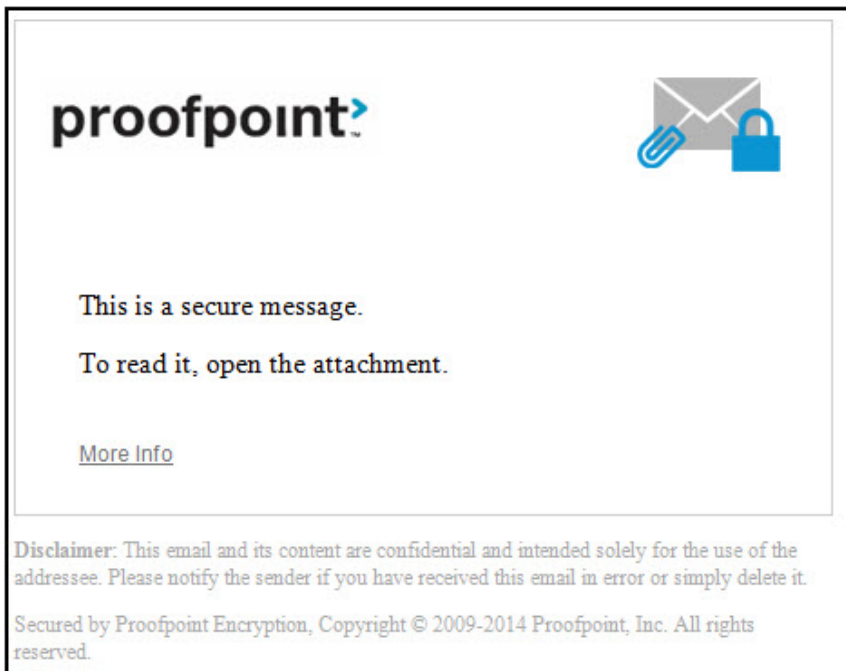 proofpoint™
This is a secure message.
To read it, open the attachment.
More Info
Disclaimer: This email and its content are confidential and intended solely for the use of the
addressee. Please notify the sender if you have received this email in error or simply delete it.
Secured by Proofpoint Encryption, Copyright © 2009-2014 Proofpoint, Inc. All rights
reserved.